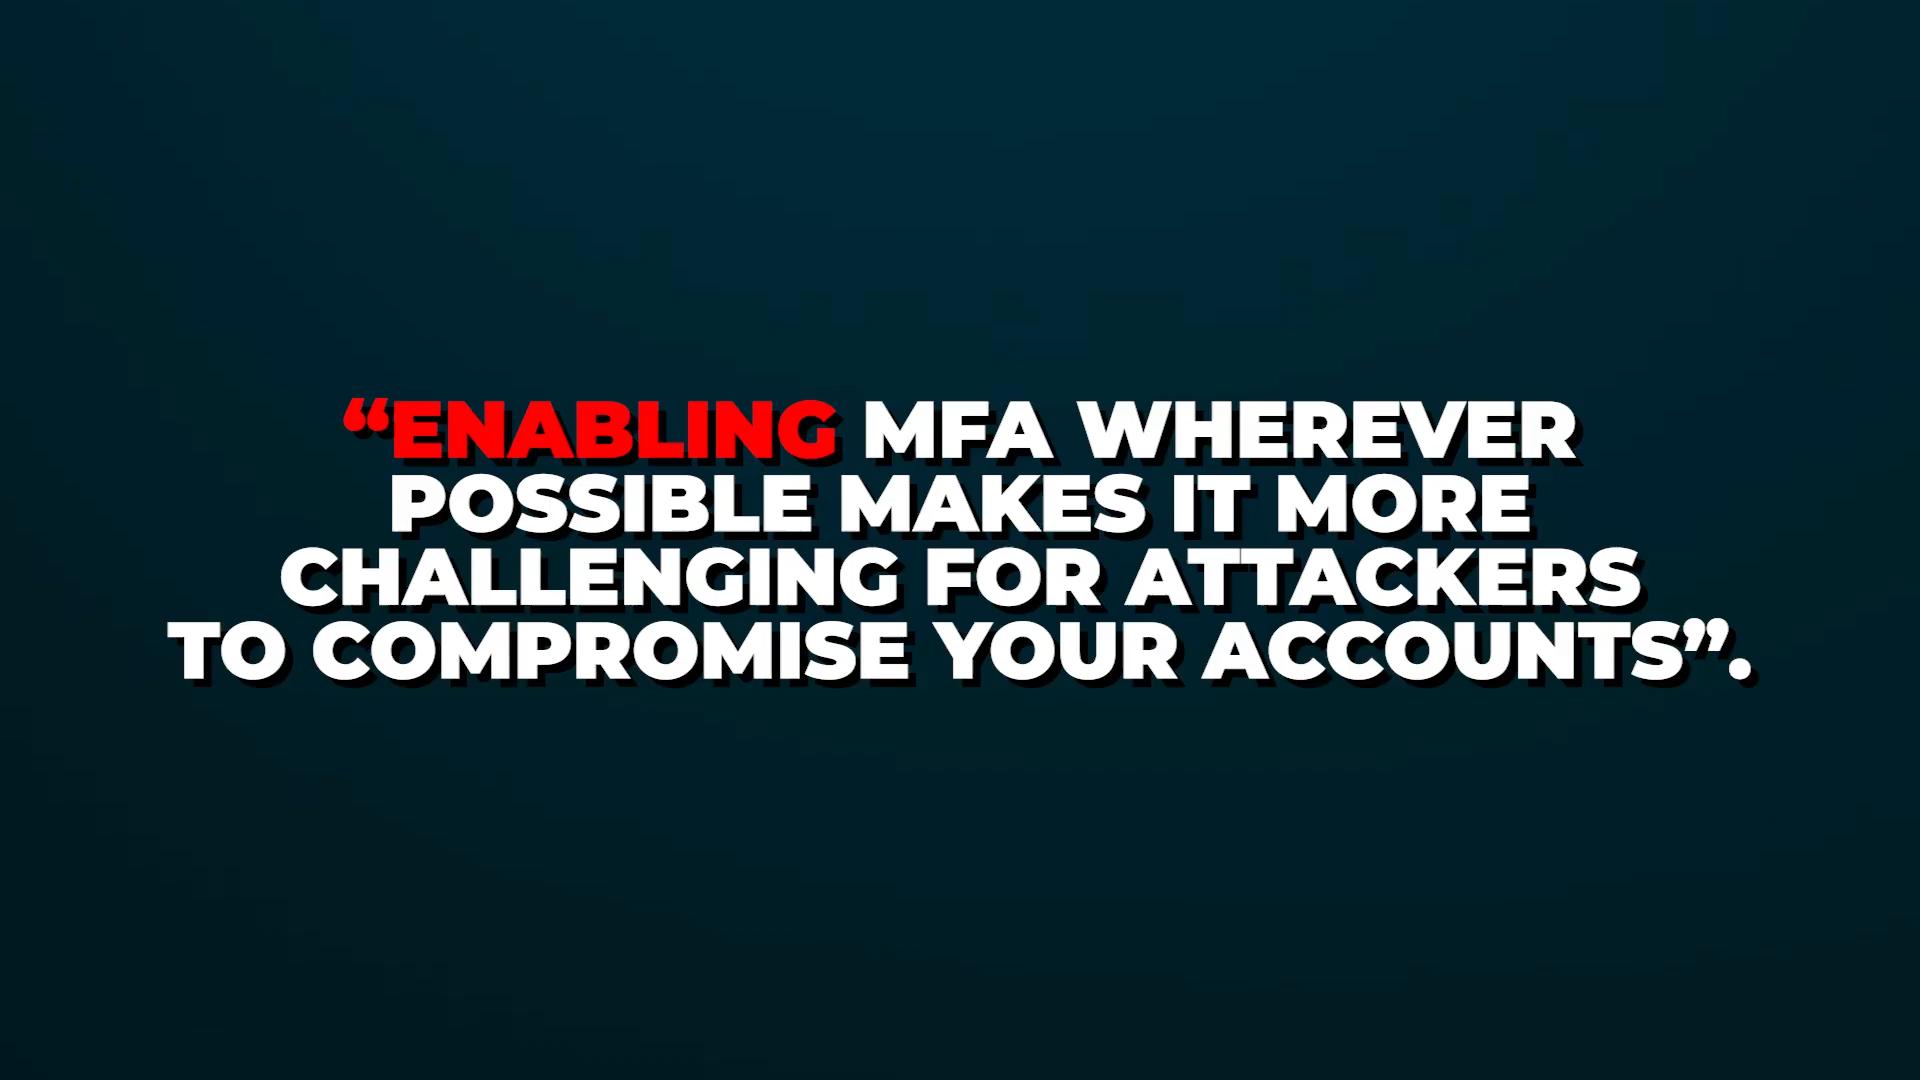 “ENABLING MFA WHEREVER
POSSIBLE MAKES IT MORE
CHALLENGING FOR ATTACKERS
TO COMPROMISE YOUR ACCOUNTS”.